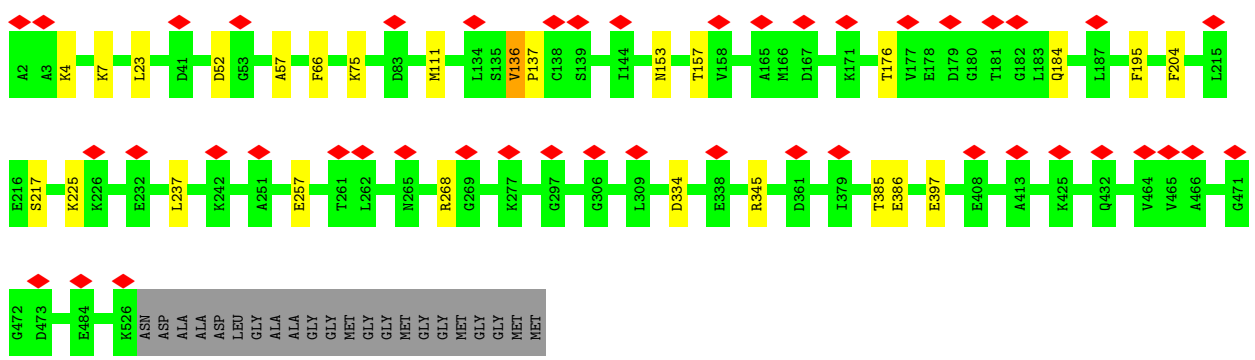 A2 A3 K4 K7 L23 D41 D52 G53 A57 F66 K75 D83 M111 L134 S135 V136 P137 C138 S139 I144 N153 T157 V158 A165 M166 D167 K171 T176 V177 E178 D179 G180 T181 G182 L183 Q184 L187 F195 F204 L215
E216 S217 K225 K226 E232 L237 K242 A251 E257 T261 L262 N265 R268 G269 K277 G297 G306 L309 D334 E338 R345 D361 I379 T385 E386 E397 E408 A413 K425 Q432 V464 V465 A466 G471
G472 D473 E484 K526 ASN ASP ALA ALA ASP LEU GLY ALA ALA GLY GLY MET GLY GLY MET GLY GLY MET GLY GLY MET MET